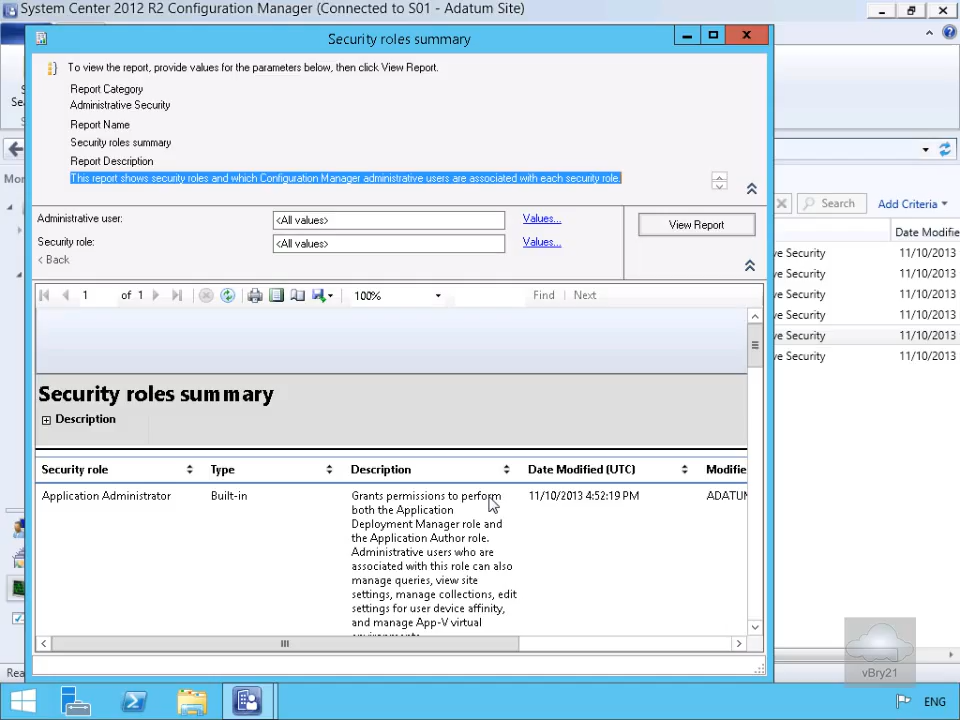 System Center 2012 R2 Configuration Manager (Connected to S01 - Adatum Site)
Security roles summary
To view the report, provide values for the parameters below, then click View Report.
Report Category
Administrative Security
Report Name
Security roles summary
Report Description
This report shows security roles and which Configuration Manager administrative users are associated with each security role.
Administrative user:
<All values>
Values...
View Report
Security role:
<All values>
Values...
< Back
1 of 1
100%
Find | Next
Security roles summary
Description
Security role Type Description Date Modified (UTC) Modifie
Application Administrator Built-in Grants permissions to perform 11/10/2013 4:52:19 PM ADATUM
both the Application
Deployment Manager role and
the Application Author role.
Administrative users who are
associated with this role can also
manage queries, view site
settings, manage collections, edit
settings for user device affinity,
and manage App-V virtual
Search
Add Criteria
Date Modifie
ve Security 11/10/2013
ve Security 11/10/2013
ve Security 11/10/2013
ve Security 11/10/2013
ve Security 11/10/2013
ve Security 11/10/2013
Sea
Mor
Rea
vBry21
ENG